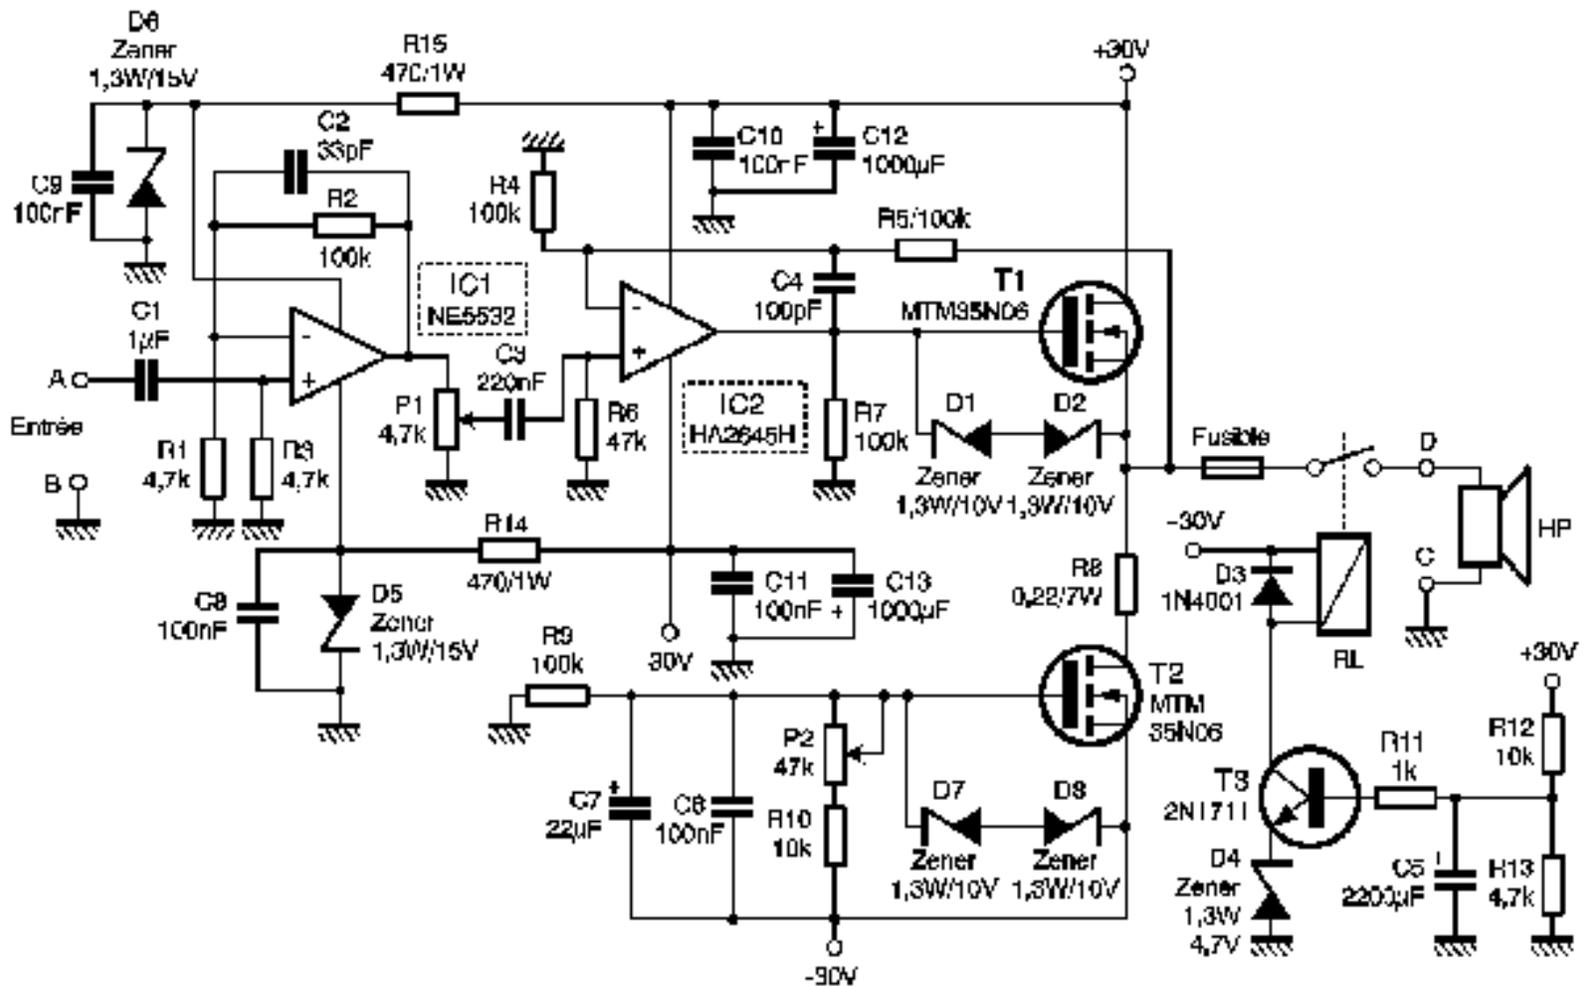 D6
Zener
1,3W/15V
R15
470/1W
+30V
C2
33pF
C9
100nF
R2
100k
R4
100k
C10
100nF
+
C12
1000µF
R5/100k
IC1
NE5532
C4
100pF
T1
MTM35N06
C1
1µF
-
+
-
+
A
Entrée
B
R1
4,7k
R3
4,7k
P1
4,7k
C3
220nF
R6
47k
IC2
HA2645H
R7
100k
D1
Zener
1,3W/10V
D2
Zener
1,3W/10V
Fusible
D
HP
C
R14
470/1W
C8
100nF
D5
Zener
1,3W/15V
C11
100nF
C13
1000µF
+
-30V
R8
0,22/7W
-30V
D3
1N4001
RL
R9
100k
T2
MTM
35N06
+30V
R12
10k
P2
47k
R11
1k
T3
2N1711
+
C7
22µF
C6
100nF
R10
10k
D7
Zener
1,3W/10V
D8
Zener
1,3W/10V
D4
Zener
1,3W
4,7V
C5
2200µF
R13
4,7k
-30V